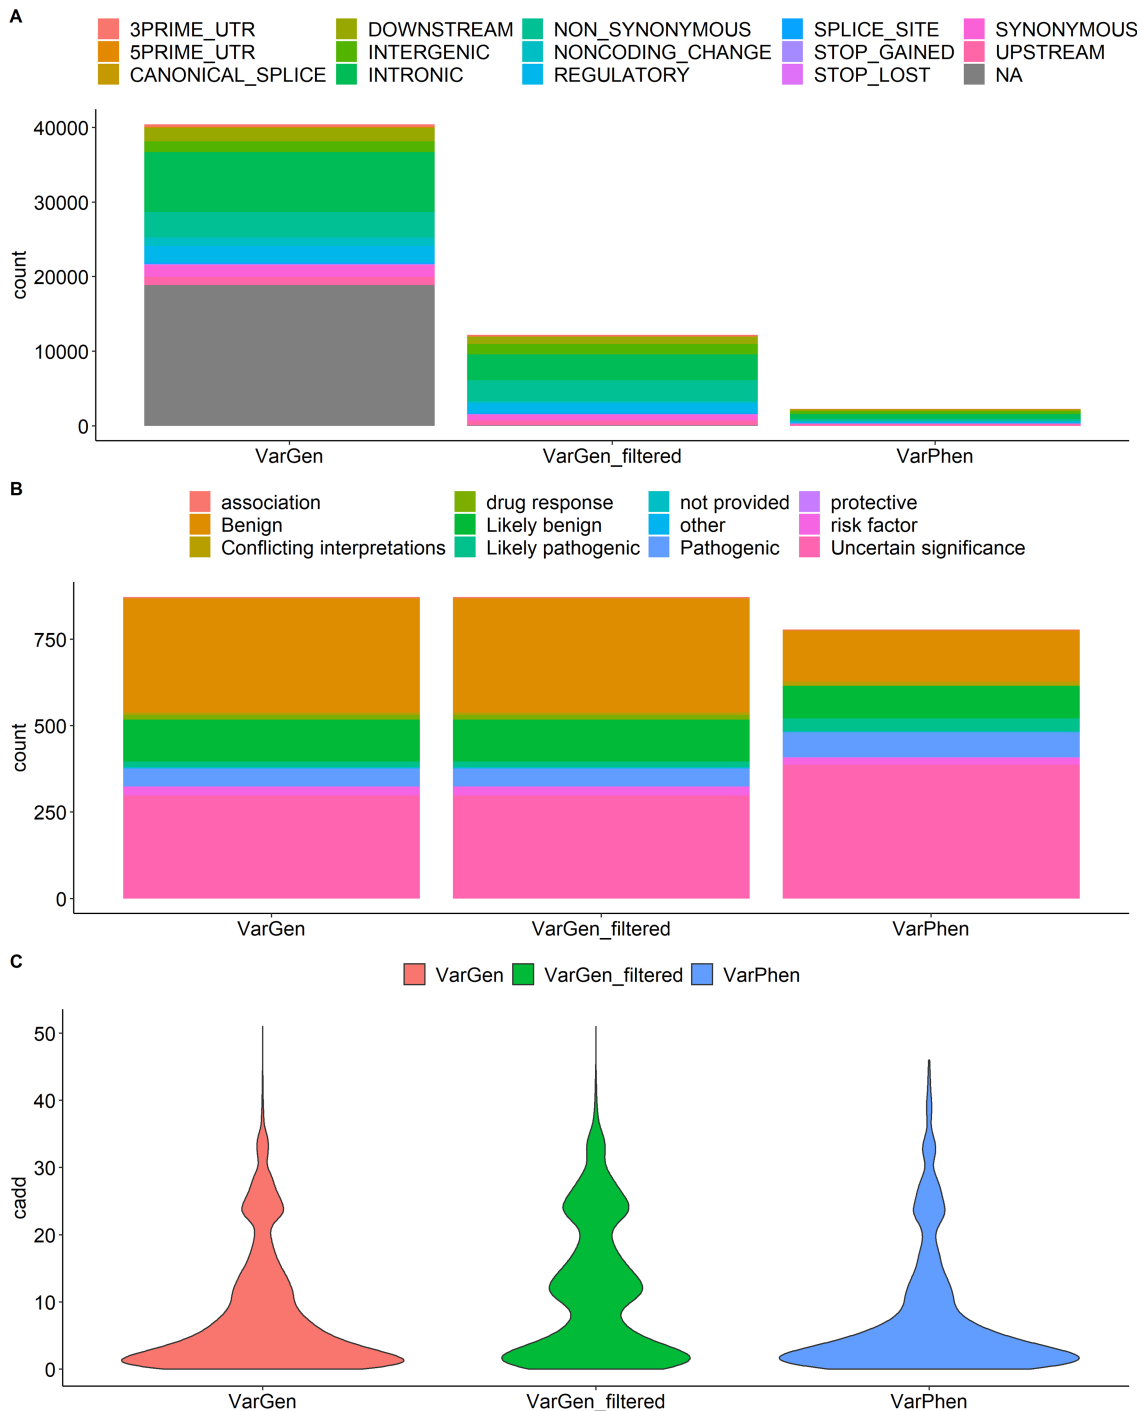 A
3PRIME_UTR DOWNSTREAM NON_SYNONYMOUS SPLICE_SITE SYNONYMOUS
5PRIME_UTR INTERGENIC NONCODING_CHANGE STOP_GAINED UPSTREAM
CANONICAL_SPLICE INTRONIC REGULATORY STOP_LOST NA
40000
30000
20000
10000
0
count
VarGen VarGen_filtered VarPhen
B
association drug response not provided protective
Benign Likely benign other risk factor
Conflicting interpretations Likely pathogenic Pathogenic Uncertain significance
750
500
250
0
count
VarGen VarGen_filtered VarPhen
C
VarGen VarGen_filtered VarPhen
50
40
30
20
10
0
cadd
VarGen VarGen_filtered VarPhen